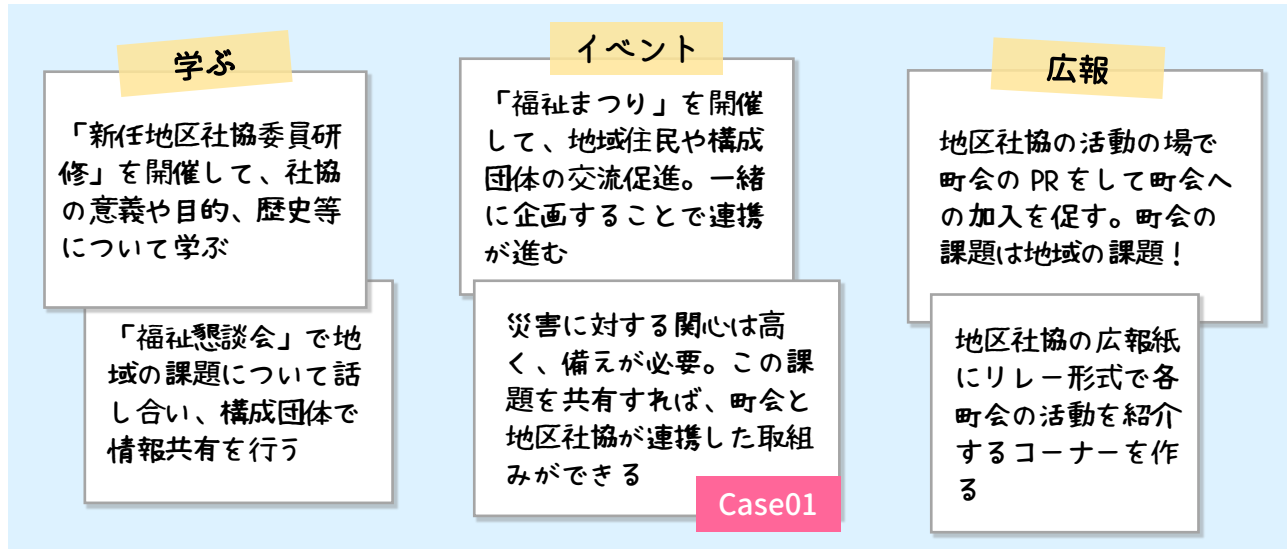 学ぶ
「新任地区社協委員研
修」を開催して、社協
の意義や目的、歴史等
について学ぶ
「福祉懇談会」で地
域の課題について話
し合い、構成団体で
情報共有を行う
イベント
「福祉まつり」を開催
して、地域住民や構成
団体の交流促進。一緒
に企画することで連携
が進む
災害に対する関心は高
く、備えが必要。この課
題を共有すれば、町会と
地区社協が連携した取組
みができる
Case01
広報
地区社協の活動の場で
町会の PR をして町会へ
の加入を促す。町会の
課題は地域の課題！
地区社協の広報紙
にリレー形式で各
町会の活動を紹介
するコーナーを作
る